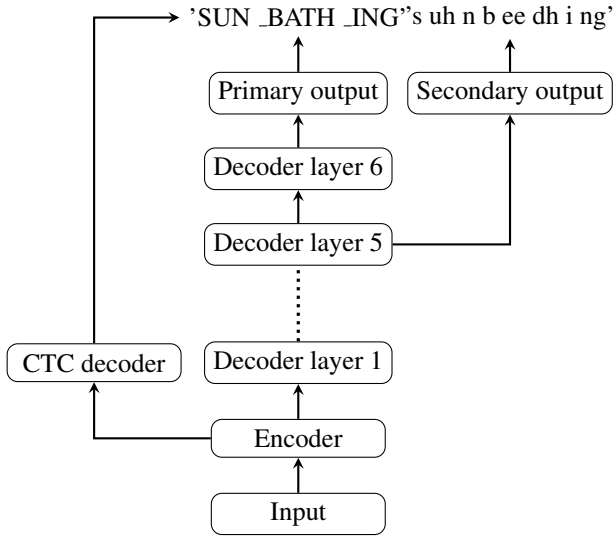 ’SUN _BATH _ING’ ’s uh n b ee dh i ng’
Primary output
Secondary output
Decoder layer 6
Decoder layer 5
CTC decoder
Decoder layer 1
Encoder
Input